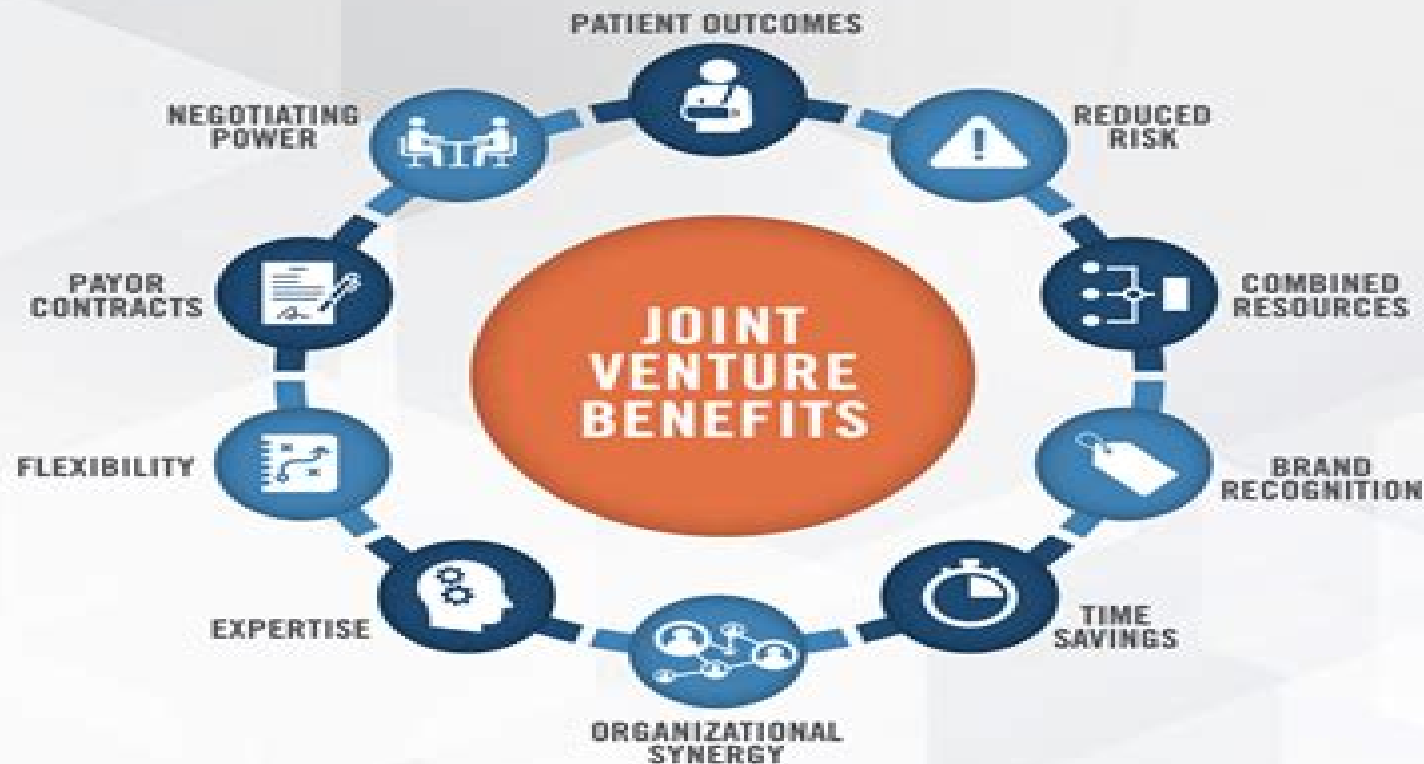 PATIENT OUTCOMES
NEGOTIATING
POWER
REDUCED
RISK
PAYOR
CONTRACTS
COMBINED
RESOURCES
JOINT
VENTURE
BENEFITS
FLEXIBILITY
BRAND
RECOGNITION
EXPERTISE
TIME
SAVINGS
ORGANIZATIONAL
SYNERGY